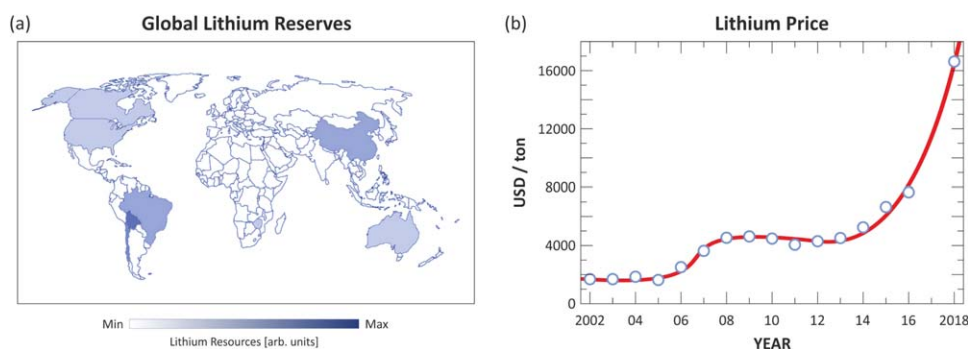 (a)
Global Lithium Reserves
Min
Max
Lithium Resources [arb. units]
(b)
Lithium Price
USD / ton
16000
12000
8000
4000
0
2002 04 06 08 10 12 14 16 2018
YEAR